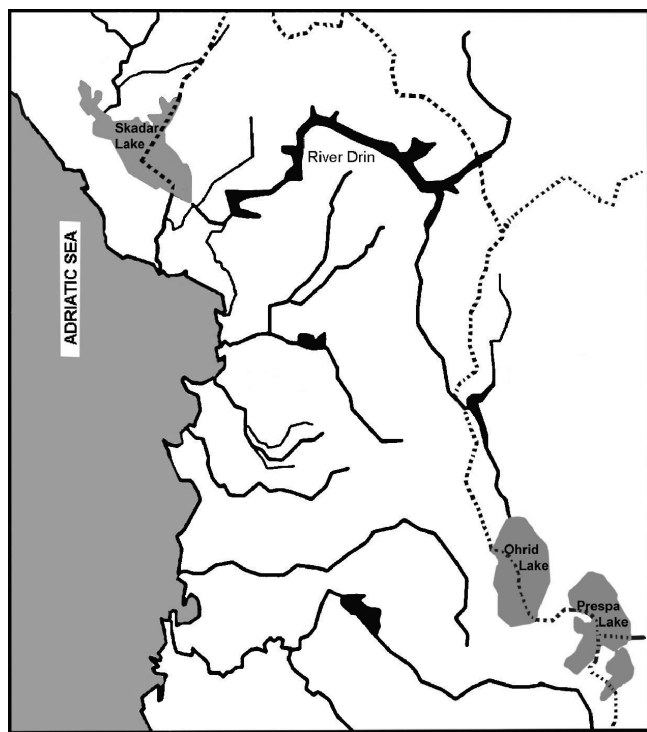 Skadar
Lake
River Drin
ADRIATIC SEA
Ohrid
Lake
Prespa
Lake